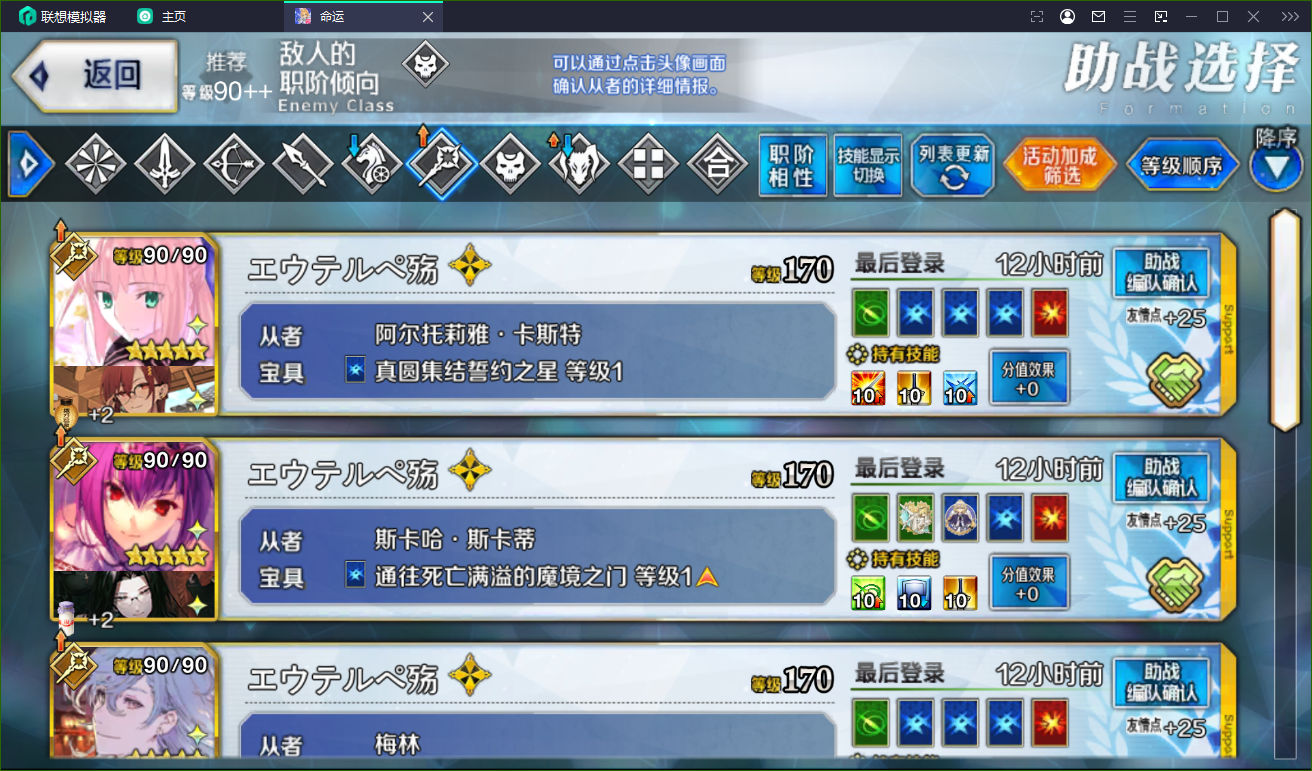 联想模拟器 主页 命运
返回
推荐
等级90++
敌人的
职阶倾向
Enemy Class
可以通过点击头像画面
确认从者的详细情报。
助战选择
Formation
合
职阶
相性
技能显示
切换
列表更新
活动加成
筛选
等级顺序
降序
等级90/90
エウテルペ殇
等级170
最后登录
12小时前
助战
编队确认
从者 阿尔托莉雅·卡斯特
宝具 真圆集结誓约之星 等级1
持有技能
10 10 10
分值效果
+0
友情点+25
Support
+2
等级90/90
エウテルペ殇
等级170
最后登录
12小时前
助战
编队确认
从者 斯卡哈·斯卡蒂
宝具 通往死亡满溢的魔境之门 等级1
持有技能
10 10 10
分值效果
+0
友情点+25
Support
+2
等级90/90
エウテルペ殇
等级170
最后登录
12小时前
助战
编队确认
从者 梅林
友情点+25
Support